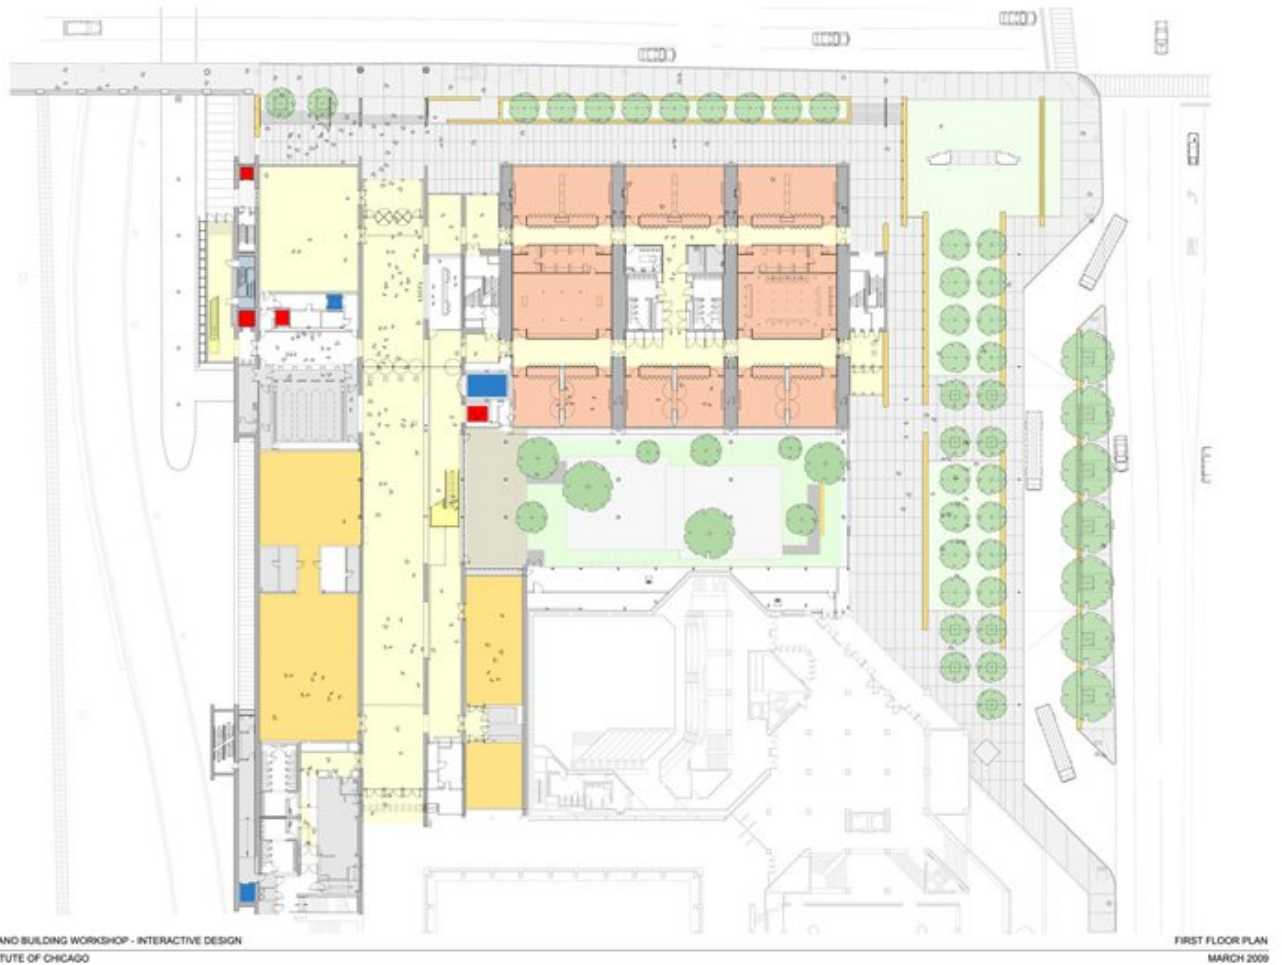 ANO BUILDING WORKSHOP - INTERACTIVE DESIGN
FIRST FLOOR PLAN
TUTE OF CHICAGO
MARCH 2009